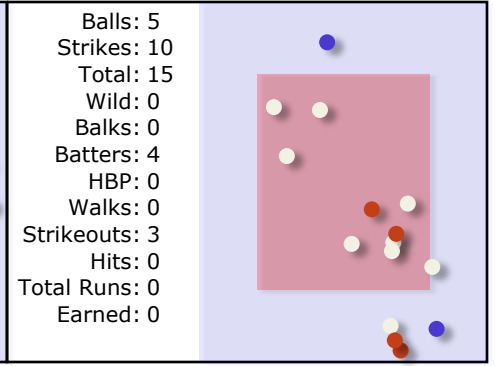 Balls: 5
Strikes: 10
Total: 15
Wild: 0
Balks: 0
Batters: 4
HBP: 0
Walks: 0
Strikeouts: 3
Hits: 0
Total Runs: 0
Earned: 0